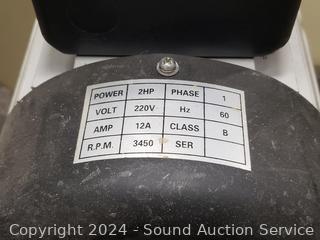 POWER 2HP PHASE 1
VOLT 220V Hz 60
AMP 12A CLASS B
R.P.M. 3450 SER
Copyright 2024 - Sound Auction Service